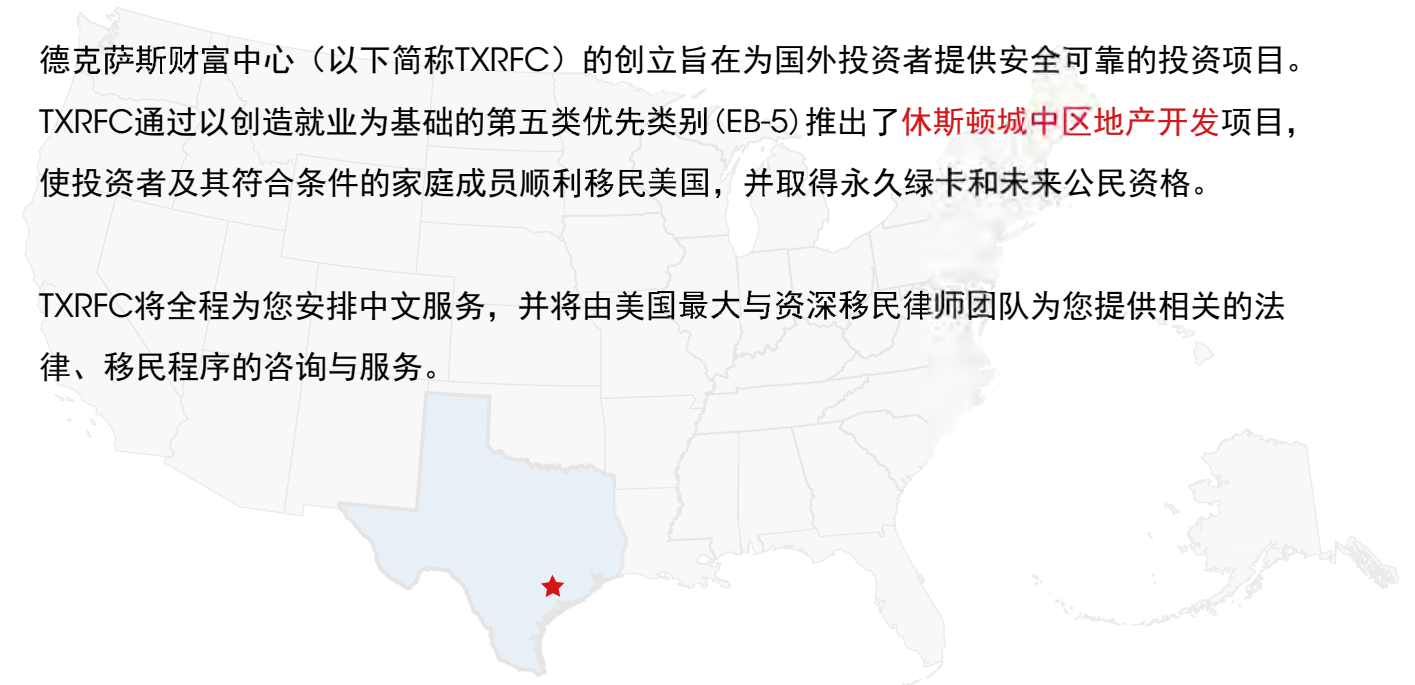 德克萨斯财富中心（以下简称TXRFC）的创立旨在为国外投资者提供安全可靠的投资项目。
TXRFC通过以创造就业为基础的第五类优先类别(EB-5)推出了休斯顿城中区地产开发项目，
使投资者及其符合条件的家庭成员顺利移民美国，并取得永久绿卡和未来公民资格。
TXRFC将全程为您安排中文服务，并将由美国最大与资深移民律师团队为您提供相关的法
律、移民程序的咨询与服务。